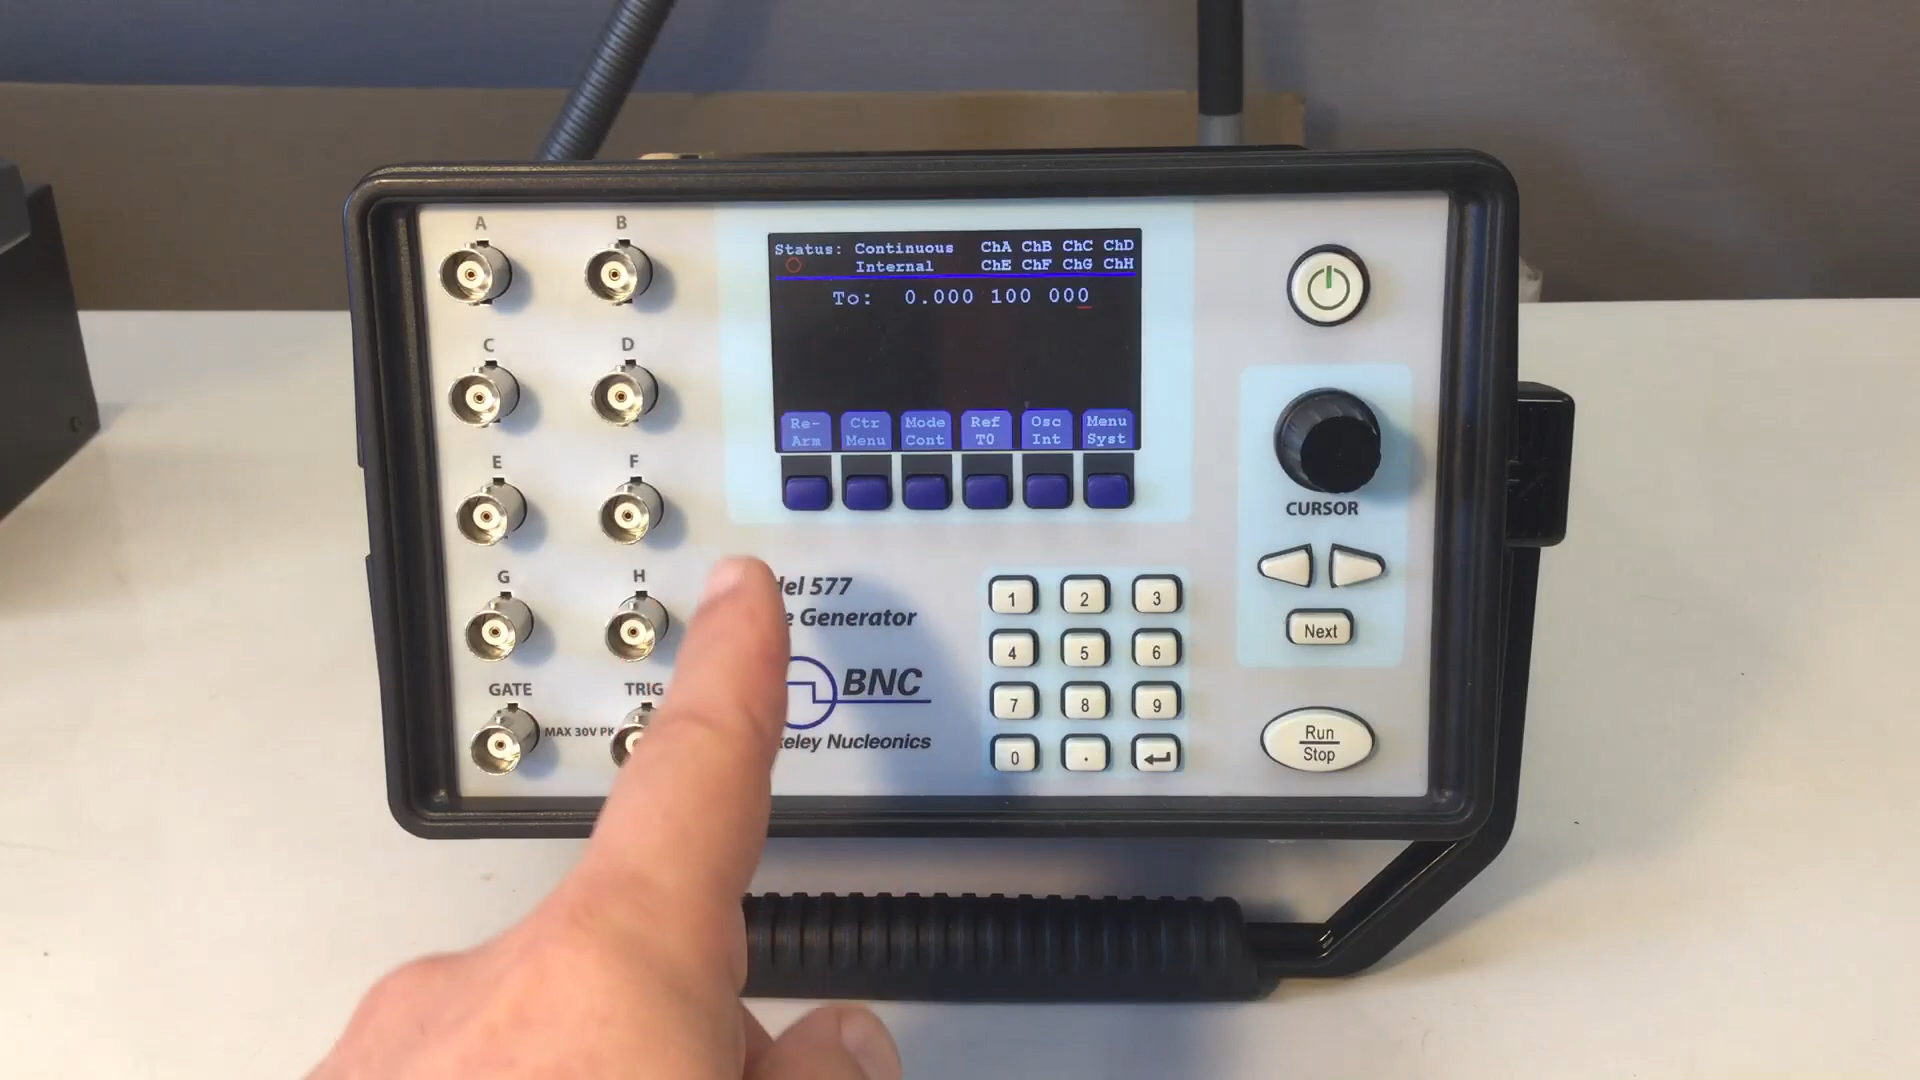 A B
C D
E F
G H
GATE TRIG
MAX 30V PK
Status: Continuous ChA ChB ChC ChD
Internal ChE ChF ChG ChH
To: 0.000 100 000
Re-Arm
Ctr Menu
Mode Cont
Ref T0
Osc Int
Menu Syst
577
Generator
BNC
Nucleonics
1 2 3
4 5 6
7 8 9
0 .
CURSOR
Next
Run
Stop